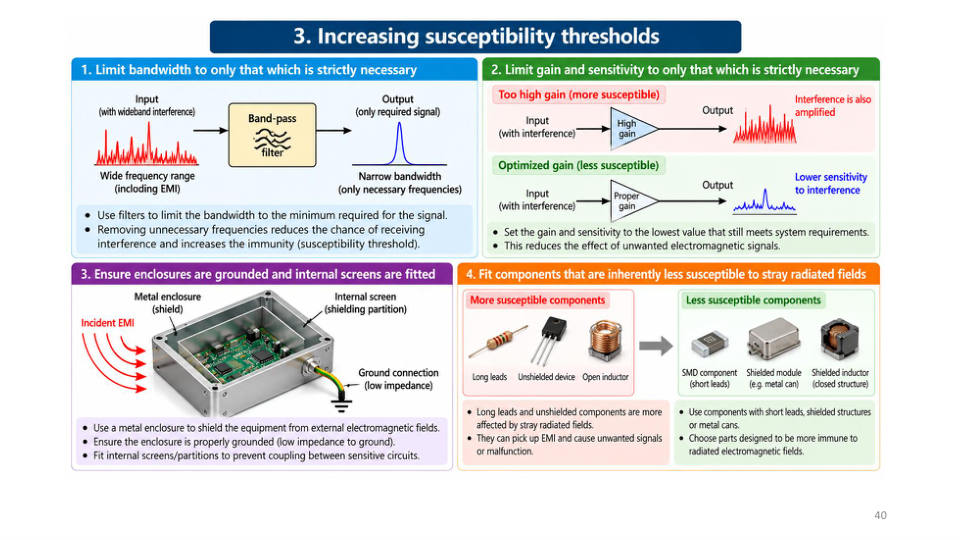 3. Increasing susceptibility thresholds
1. Limit bandwidth to only that which is strictly necessary
Input
(with wideband interference)
Wide frequency range
(including EMI)
Band-pass
filter
Output
(only required signal)
Narrow bandwidth
(only necessary frequencies)
• Use filters to limit the bandwidth to the minimum required for the signal.
• Removing unnecessary frequencies reduces the chance of receiving
interference and increases the immunity (susceptibility threshold).
2. Limit gain and sensitivity to only that which is strictly necessary
Too high gain (more susceptible)
Input
(with interference)
High
gain
Output
Interference is also
amplified
Optimized gain (less susceptible)
Input
(with interference)
Proper
gain
Output
Lower sensitivity
to interference
• Set the gain and sensitivity to the lowest value that still meets system requirements.
• This reduces the effect of unwanted electromagnetic signals.
3. Ensure enclosures are grounded and internal screens are fitted
Metal enclosure
(shield)
Internal screen
(shielding partition)
Incident EMI
Ground connection
(low impedance)
• Use a metal enclosure to shield the equipment from external electromagnetic fields.
• Ensure the enclosure is properly grounded (low impedance to ground).
• Fit internal screens/partitions to prevent coupling between sensitive circuits.
4. Fit components that are inherently less susceptible to stray radiated fields
More susceptible components
Long leads
Unshielded device
Open inductor
• Long leads and unshielded components are more
affected by stray radiated fields.
• They can pick up EMI and cause unwanted signals
or malfunction.
Less susceptible components
SMD component
(short leads)
Shielded module
(e.g. metal can)
Shielded inductor
(closed structure)
• Use components with short leads, shielded structures
or metal cans.
• Choose parts designed to be more immune to
radiated electromagnetic fields.
40